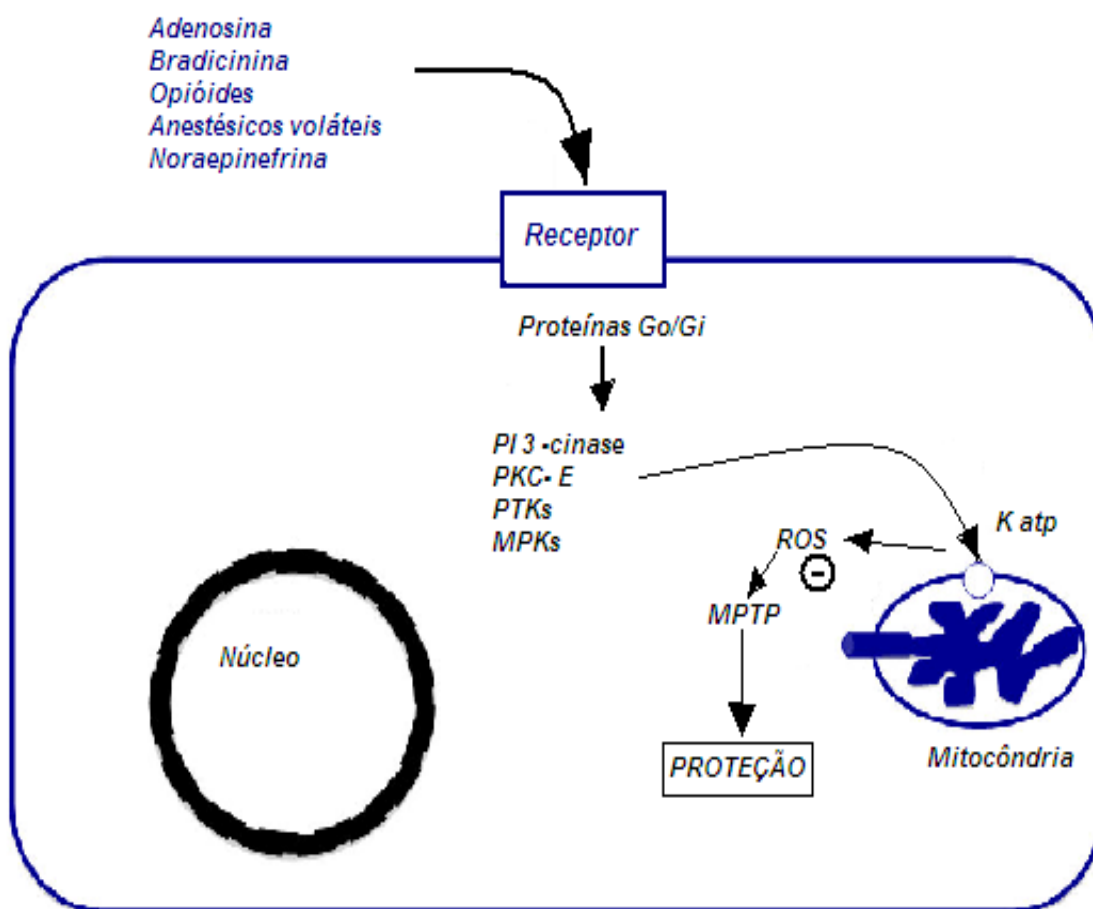 Adenosina
Bradicinina
Opióides
Anestésicos voláteis
Noraepinefrina
Receptor
Proteínas Go/Gi
PI 3 -cinase
PKC- E
PTKs
MPKs
K atp
ROS
-
MPTP
Núcleo
PROTEÇÃO
Mitocôndria